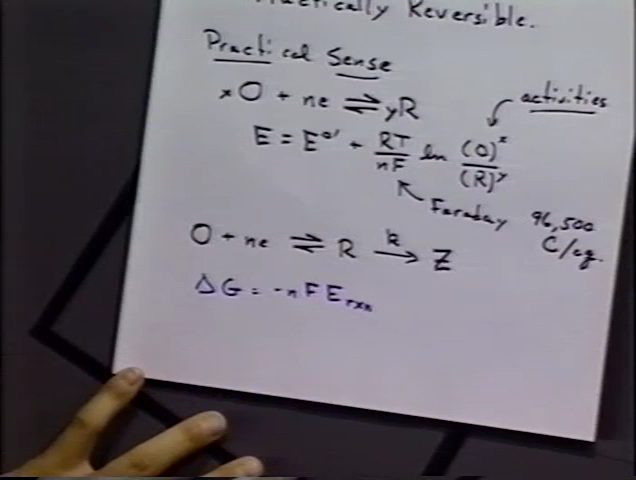 Practically Reversible.
Practical Sense
xO + ne ⇌ yR
activities
E = E°' + RT/nF ln (O)^x/(R)^y
Faraday 96,500 C/eq.
O + ne ⇌ R →k Z
ΔG = -nFE_rxn